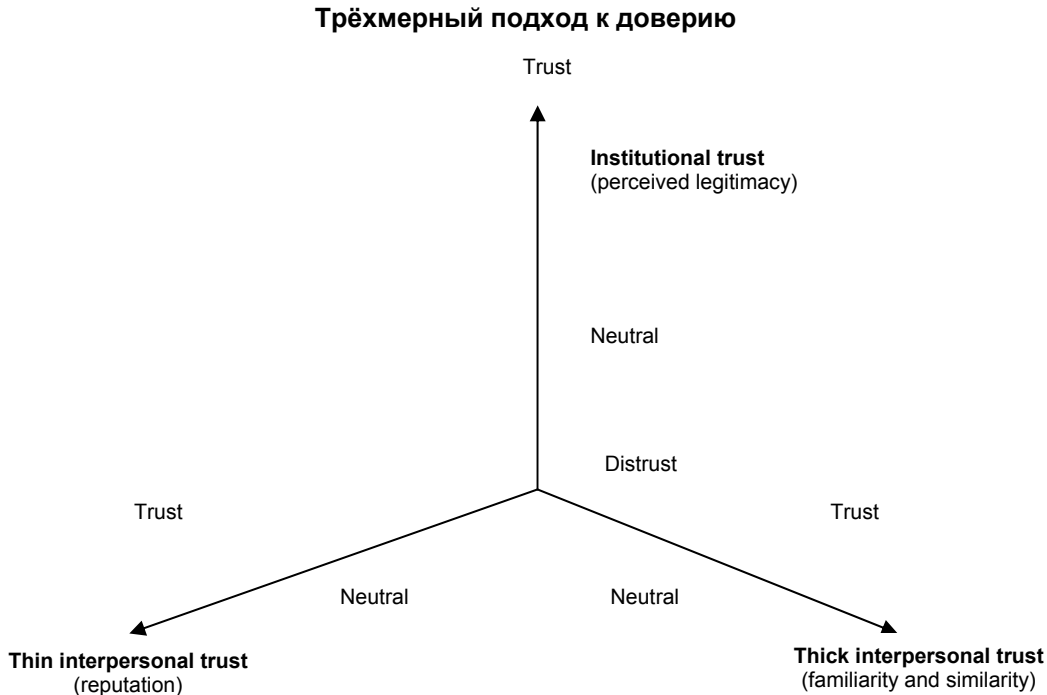 Трёхмерный подход к доверию
Trust
Institutional trust
(perceived legitimacy)
Neutral
Distrust
Trust
Trust
Neutral
Neutral
Thin interpersonal trust
(reputation)
Thick interpersonal trust
(familiarity and similarity)